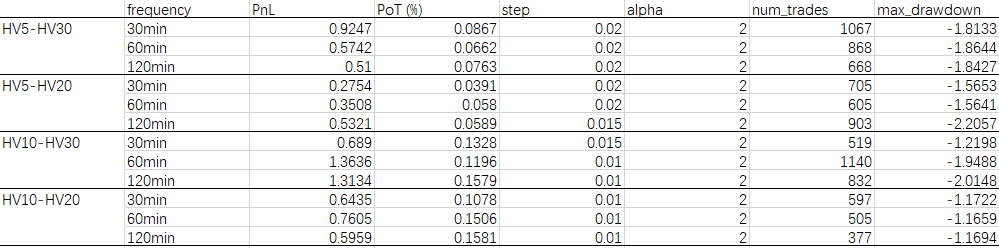 frequency PnL PoT (%) step alpha num_trades max_drawdown
HV5-HV30 30min 0.9247 0.0867 0.02 2 1067 -1.8133
60min 0.5742 0.0662 0.02 2 868 -1.8644
120min 0.51 0.0763 0.02 2 668 -1.8427
HV5-HV20 30min 0.2754 0.0391 0.02 2 705 -1.5653
60min 0.3508 0.058 0.02 2 605 -1.5641
120min 0.5321 0.0589 0.015 2 903 -2.2057
HV10-HV30 30min 0.689 0.1328 0.015 2 519 -1.2198
60min 1.3636 0.1196 0.01 2 1140 -1.9488
120min 1.3134 0.1579 0.01 2 832 -2.0148
HV10-HV20 30min 0.6435 0.1078 0.01 2 597 -1.1722
60min 0.7605 0.1506 0.01 2 505 -1.1659
120min 0.5959 0.1581 0.01 2 377 -1.1694